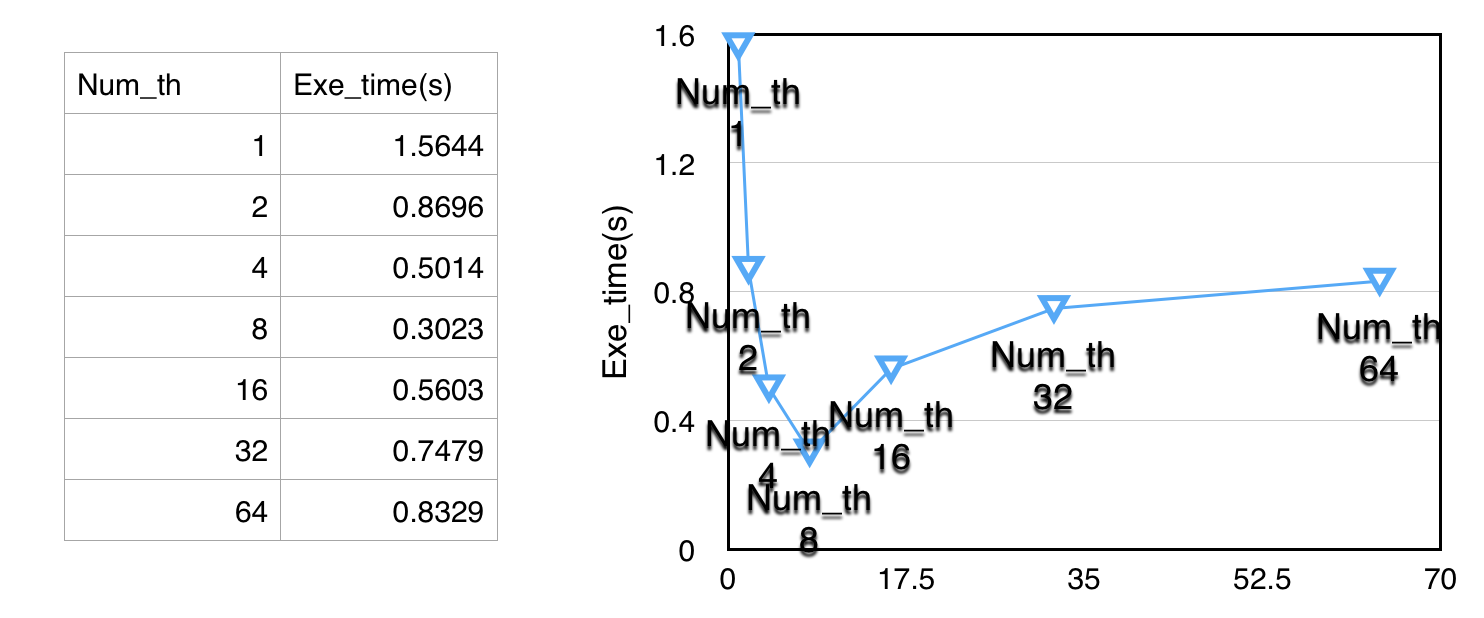 Num_th Exe_time(s)
1 1.5644
2 0.8696
4 0.5014
8 0.3023
16 0.5603
32 0.7479
64 0.8329
Exe_time(s)
1.6
1.2
0.8
0.4
0
0 17.5 35 52.5 70
Num_th
1
Num_th
2
Num_th
4
Num_th
8
Num_th
16
Num_th
32
Num_th
64